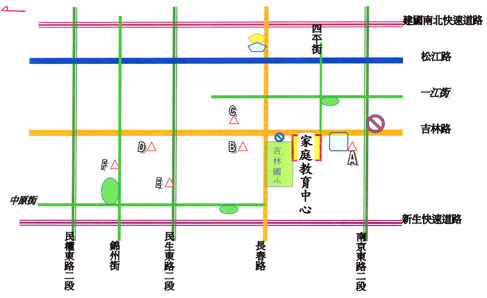 建國南北快速道路
四平街
松江路
一江街
C
吉林路
D
B
A
F
E
吉林國小
家庭教育中心
中原街
新生快速道路
民權東路二段
錦州街
民生東路二段
長春路
南京東路二段